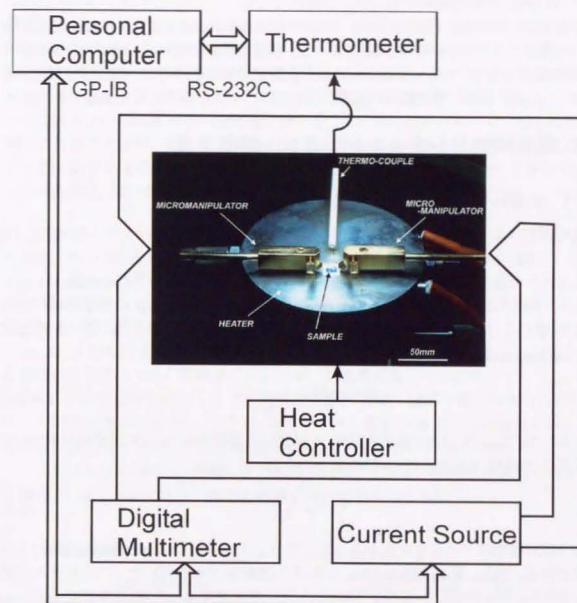 Personal
Computer
Thermometer
GP-IB
RS-232C
THERMO-COUPLE
MICROMANIPULATOR
MICRO
-MANIPULATOR
HEATER
SAMPLE
50mm
Heat
Controller
Digital
Multimeter
Current Source